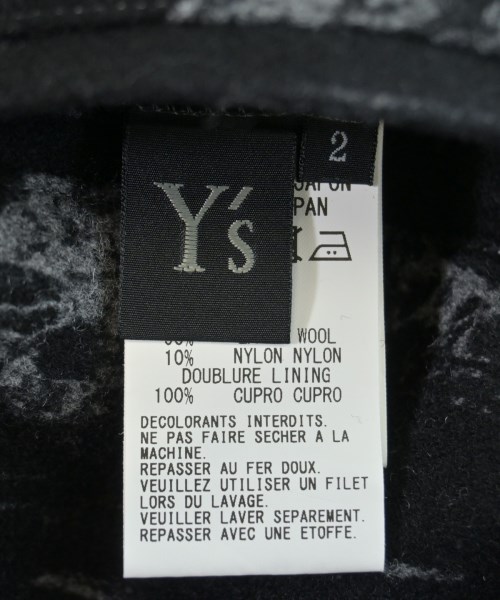 2
Y's
JAPON
PAN
WOOL
10% NYLON NYLON
DOUBLURE LINING
100% CUPRO CUPRO
DECOLORANTS INTERDITS.
NE PAS FAIRE SECHER A LA
MACHINE.
REPASSER AU FER DOUX.
VEUILLEZ UTILISER UN FILET
LORS DU LAVAGE.
VEUILLER LAVER SEPAREMENT.
REPASSER AVEC UNE ETOFFE.